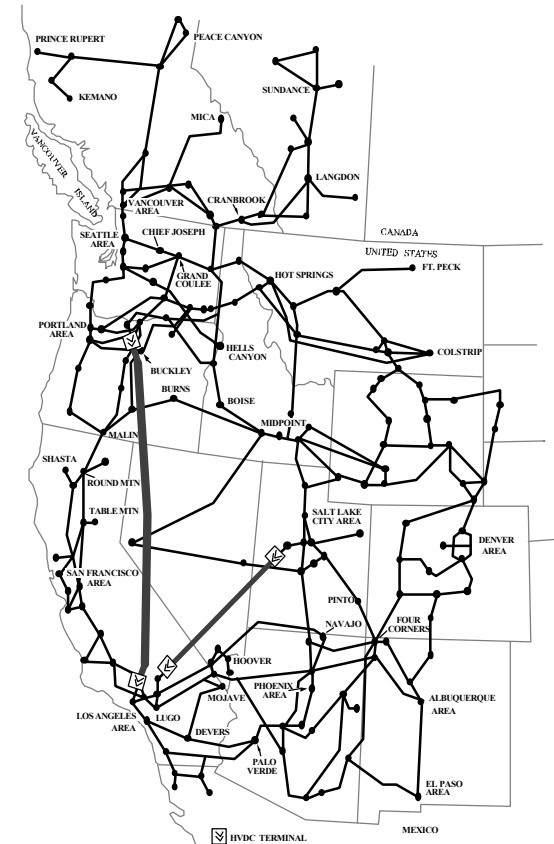 PRINCE RUPERT
PEACE CANYON
KEMANO
SUNDANCE
MICA
VANCOUVER
ISLAND
LANGDON
VANCOUVER
AREA
CRANBROOK
SEATTLE
AREA
CHIEF JOSEPH
CANADA
UNITED STATES
GRAND
COULEE
HOT SPRINGS
FT. PECK
PORTLAND
AREA
HELLS
CANYON
COLSTRIP
BUCKLEY
BURNS
BOISE
MALIN
MIDPOINT
SHASTA
ROUND MTN
TABLE MTN
SALT LAKE
CITY AREA
DENVER
AREA
SAN FRANCISCO
AREA
PINTO
NAVAJO
FOUR
CORNERS
HOOVER
MOJAVE
PHOENIX
AREA
ALBUQUERQUE
AREA
LOS ANGELES
AREA
LUGO
DEVERS
PALO
VERDE
EL PASO
AREA
MEXICO
HVDC TERMINAL